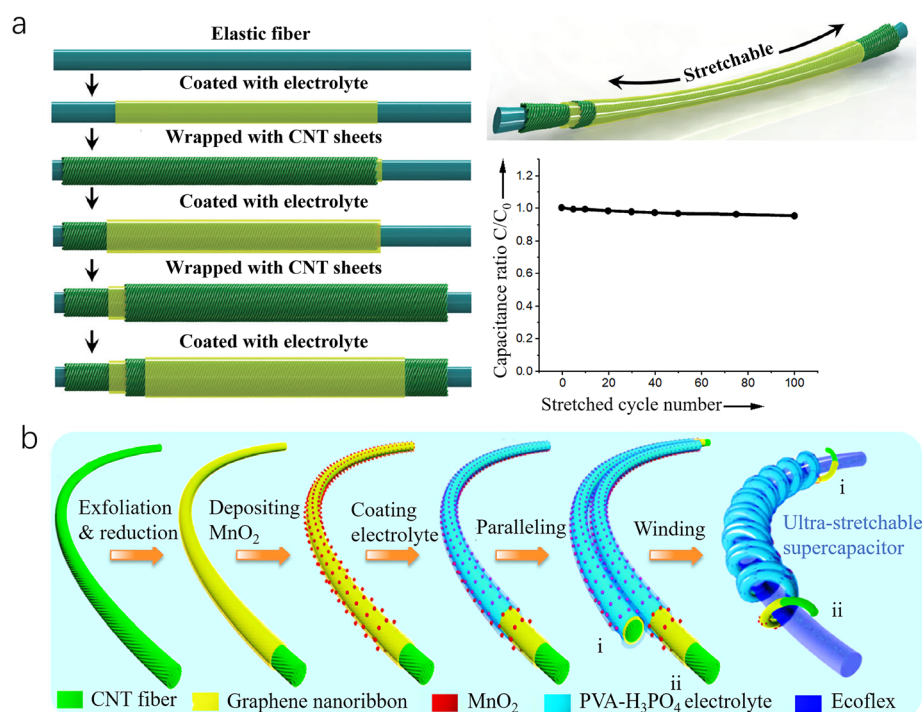 a
Elastic fiber
Coated with electrolyte
Wrapped with CNT sheets
Coated with electrolyte
Wrapped with CNT sheets
Coated with electrolyte
Stretchable
Capacitance ratio C/C₀
1.2
1.0
0.8
0.6
0.4
0.2
0.0
0 20 40 60 80 100
Stretched cycle number
b
Exfoliation
& reduction
Depositing
MnO₂
Coating
electrolyte
Paralleling
Winding
i
ii
i
Ultra-stretchable
supercapacitor
ii
CNT fiber
Graphene nanoribbon
MnO₂
PVA-H₃PO₄ electrolyte
Ecoflex